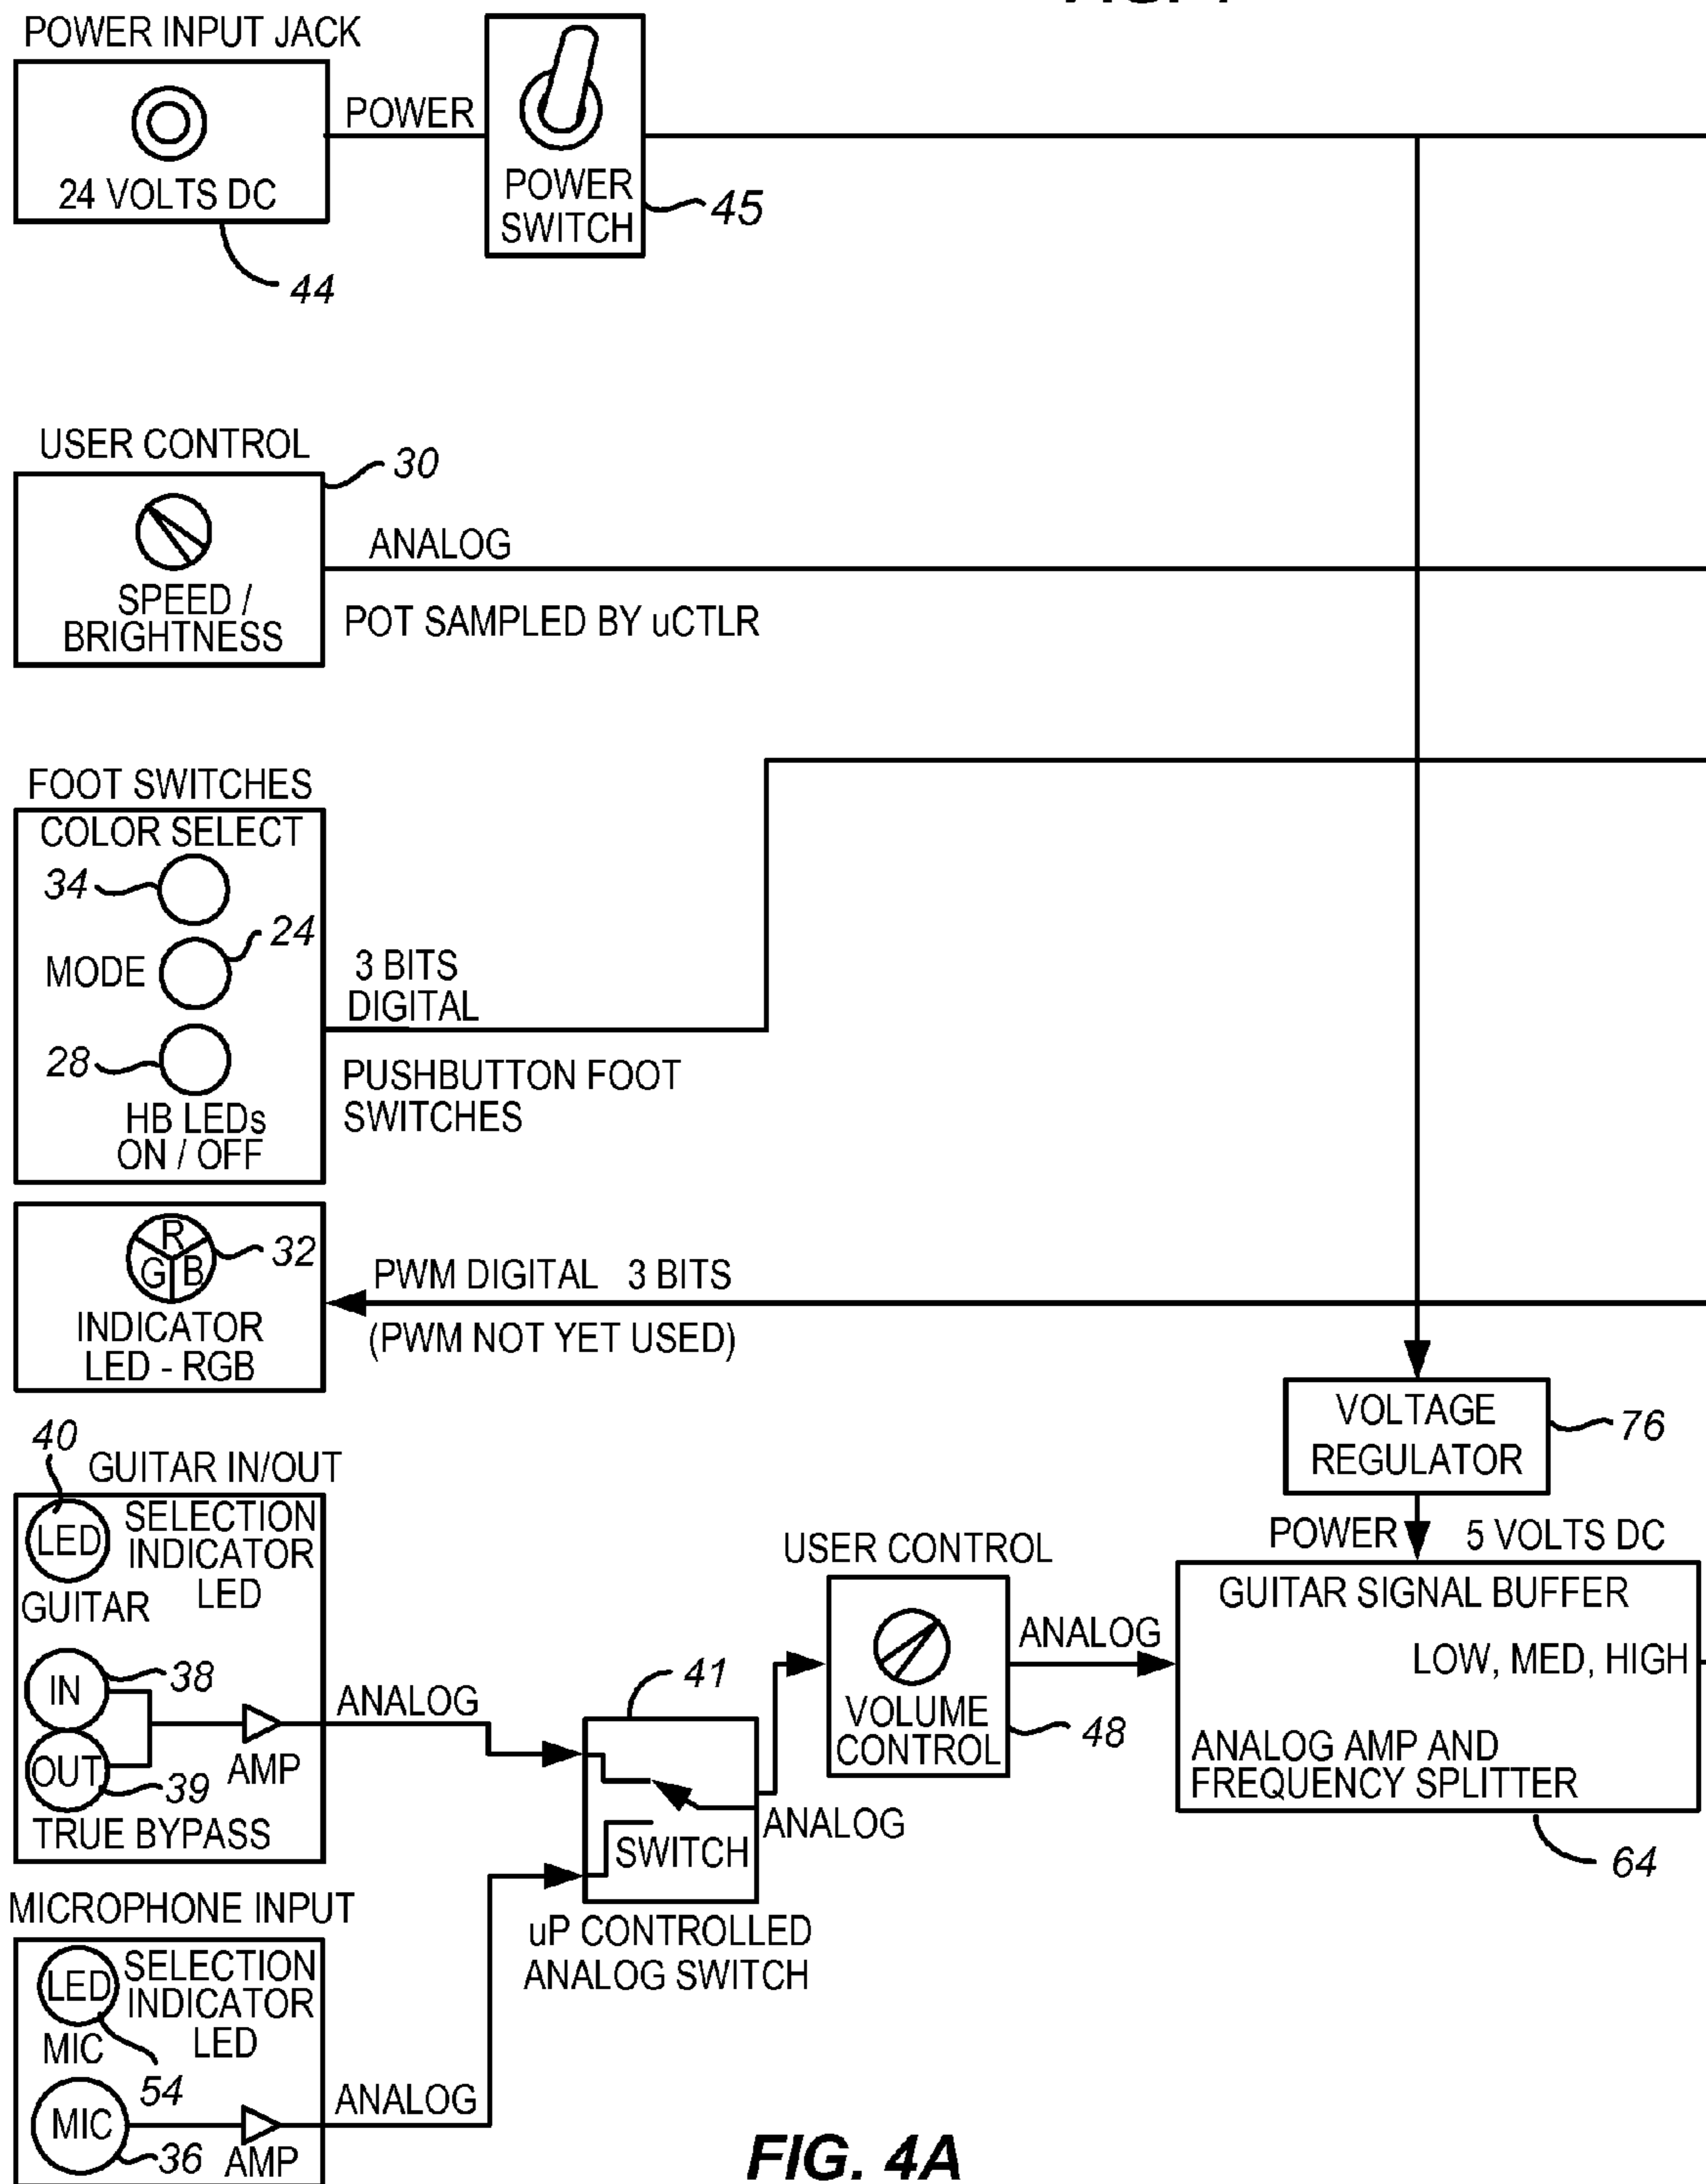 POWER INPUT JACK
24 VOLTS DC
44
POWER
POWER
SWITCH
45
USER CONTROL
30
SPEED /
BRIGHTNESS
ANALOG
POT SAMPLED BY uCTLR
FOOT SWITCHES
COLOR SELECT
34
24
MODE
28
HB LEDs
ON / OFF
3 BITS
DIGITAL
PUSHBUTTON FOOT
SWITCHES
R
G B
32
INDICATOR
LED - RGB
PWM DIGITAL 3 BITS
(PWM NOT YET USED)
VOLTAGE
REGULATOR
76
POWER 5 VOLTS DC
40
GUITAR IN/OUT
LED
SELECTION
INDICATOR
LED
GUITAR
IN
38
OUT
39
AMP
TRUE BYPASS
ANALOG
41
SWITCH
ANALOG
uP CONTROLLED
ANALOG SWITCH
USER CONTROL
VOLUME
CONTROL
48
ANALOG
GUITAR SIGNAL BUFFER
LOW, MED, HIGH
ANALOG AMP AND
FREQUENCY SPLITTER
64
MICROPHONE INPUT
LED
SELECTION
INDICATOR
LED
MIC
54
MIC
36
AMP
ANALOG
FIG. 4A